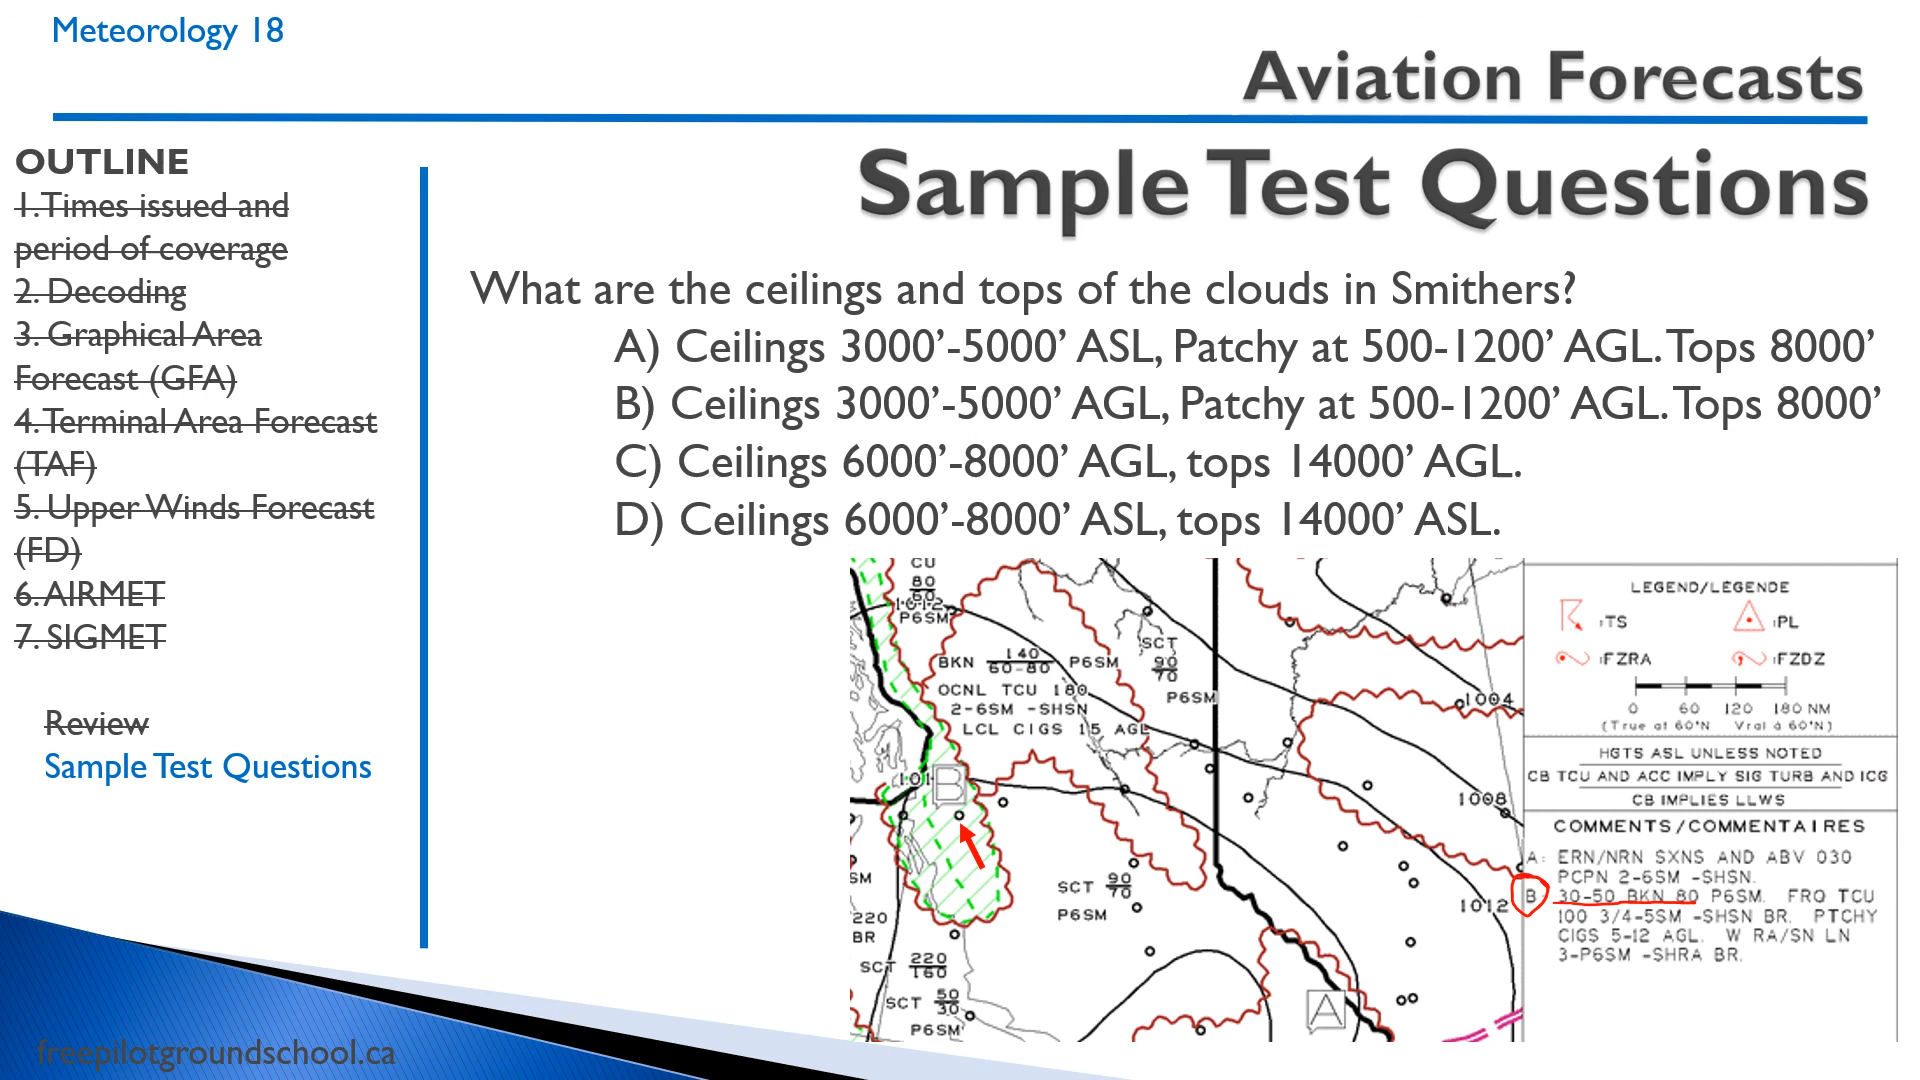 Meteorology 18
Aviation Forecasts
OUTLINE
1. Times issued and
period of coverage
2. Decoding
3. Graphical Area
Forecast (GFA)
4. Terminal Area Forecast
(TAF)
5. Upper Winds Forecast
(FD)
6. AIRMET
7. SIGMET
Review
Sample Test Questions
Sample Test Questions
What are the ceilings and tops of the clouds in Smithers?
A) Ceilings 3000’-5000’ ASL, Patchy at 500-1200’ AGL. Tops 8000’
B) Ceilings 3000’-5000’ AGL, Patchy at 500-1200’ AGL. Tops 8000’
C) Ceilings 6000’-8000’ AGL, tops 14000’ AGL.
D) Ceilings 6000’-8000’ ASL, tops 14000’ ASL.
CU
80
60
1012
P6SM
BKN 140 P6SM
60-80
OCNL TCU 180
2-6SM -SHSN
LCL CIGS 15 AGL
SCT
90
70
P6SM
1004
101
B
1008
SCT 90
70
P6SM
1012
SM
220
BR
SCT 220
160
SCT 50
30
P6SM
A
LEGEND/LÉGENDE
:TS
:PL
:FZRA
:FZDZ
0 60 120 180 NM
(True at 60°N Vrai à 60°N)
HGTS ASL UNLESS NOTED
CB TCU AND ACC IMPLY SIG TURB AND ICG
CB IMPLIES LLWS
COMMENTS/COMMENTAIRES
A: ERN/NRN SXNS AND ABV 030
PCPN 2-6SM -SHSN.
B 30-50 BKN 80 P6SM. FRQ TCU
100 3/4-5SM -SHSN BR. PTCHY
CIGS 5-12 AGL. W RA/SN LN
3-P6SM -SHRA BR.
freepilotgroundschool.ca